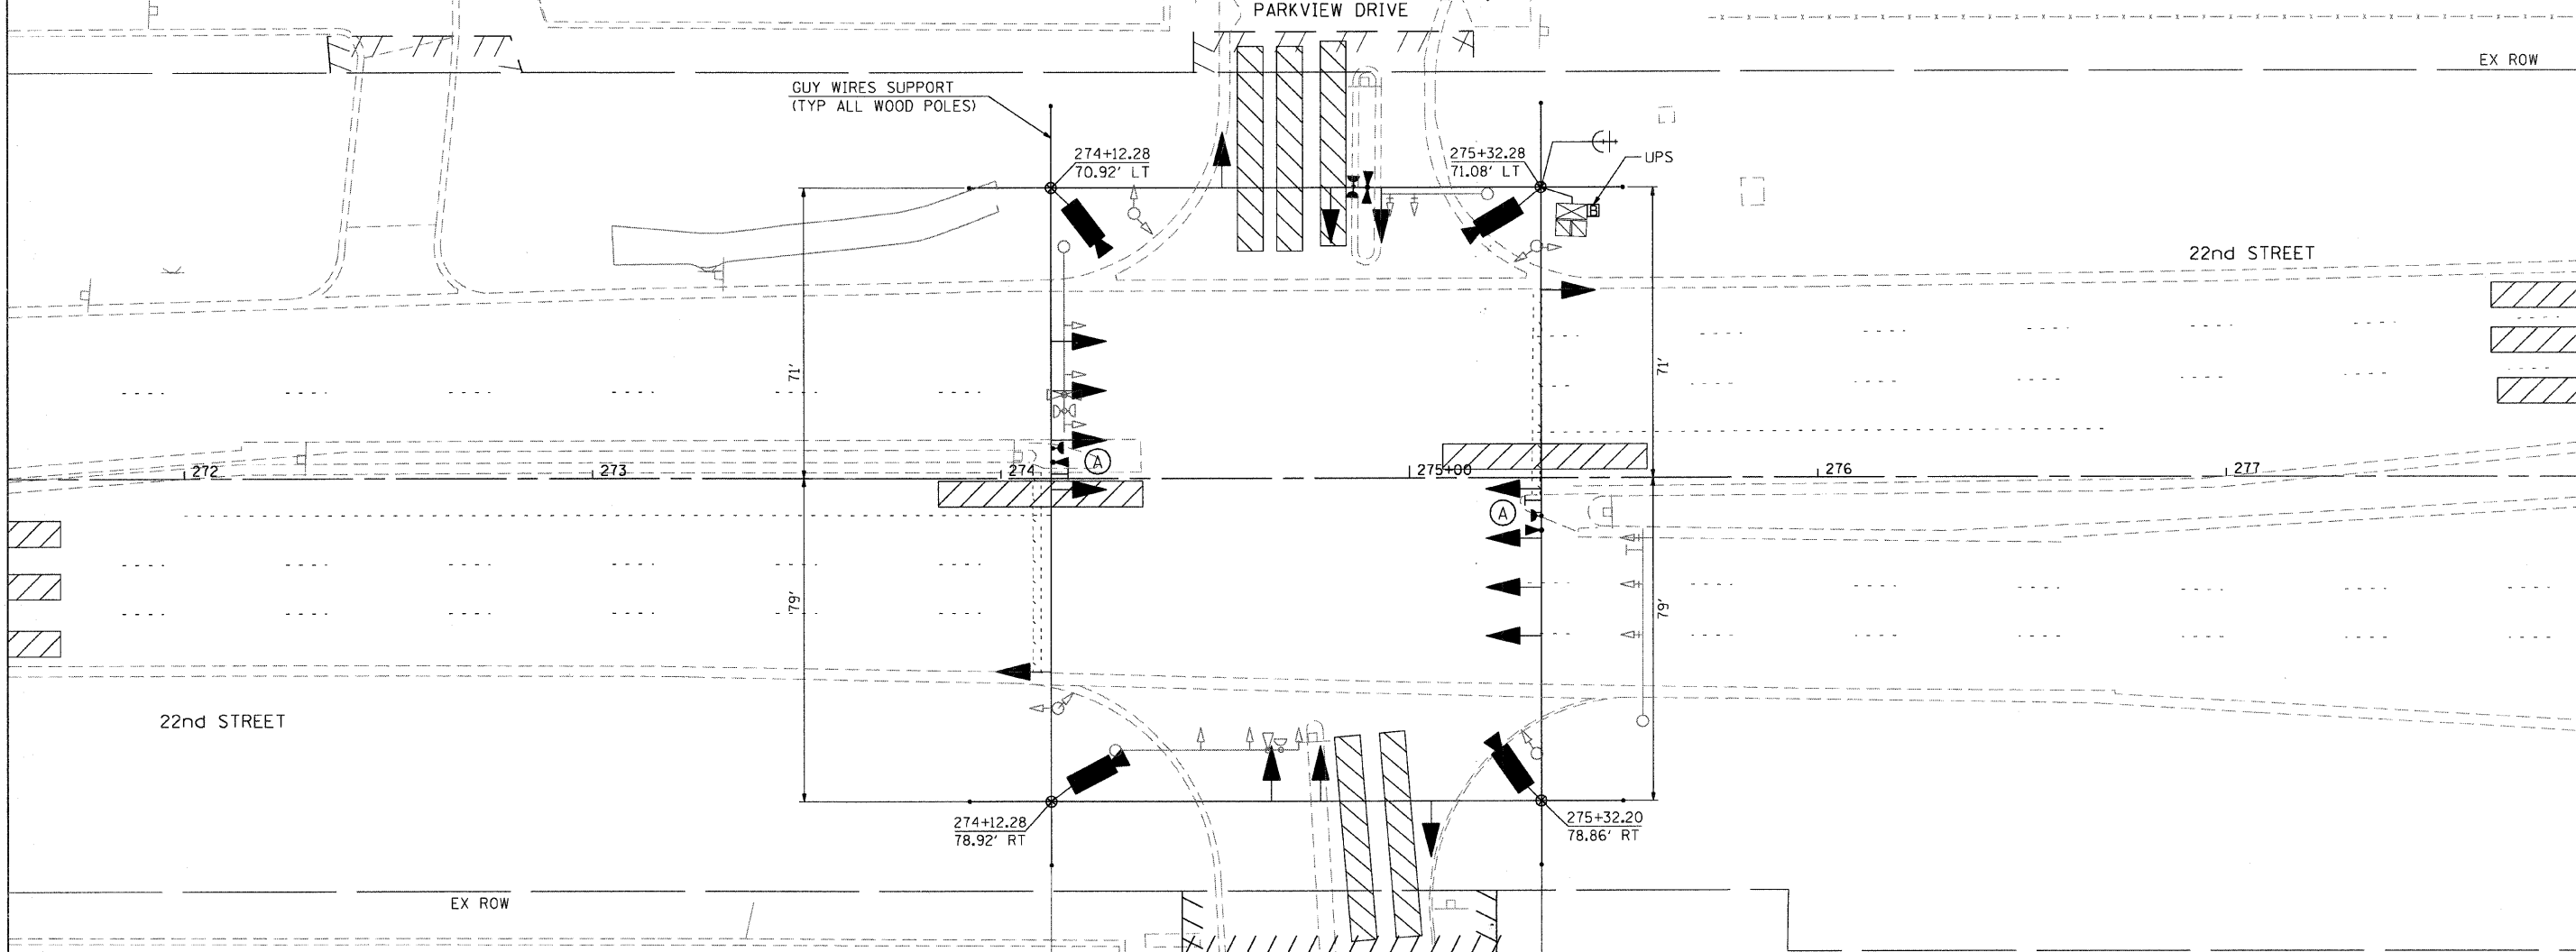 PARKVIEW DRIVE
EX ROW
GUY WIRES SUPPORT
(TYP ALL WOOD POLES)
274+12.28
70.92' LT
275+32.28
71.08' LT
UPS
B
22nd STREET
71'
71'
272
273
274
A
275+00
276
277
A
79'
79'
22nd STREET
274+12.28
78.92' RT
275+32.20
78.86' RT
EX ROW